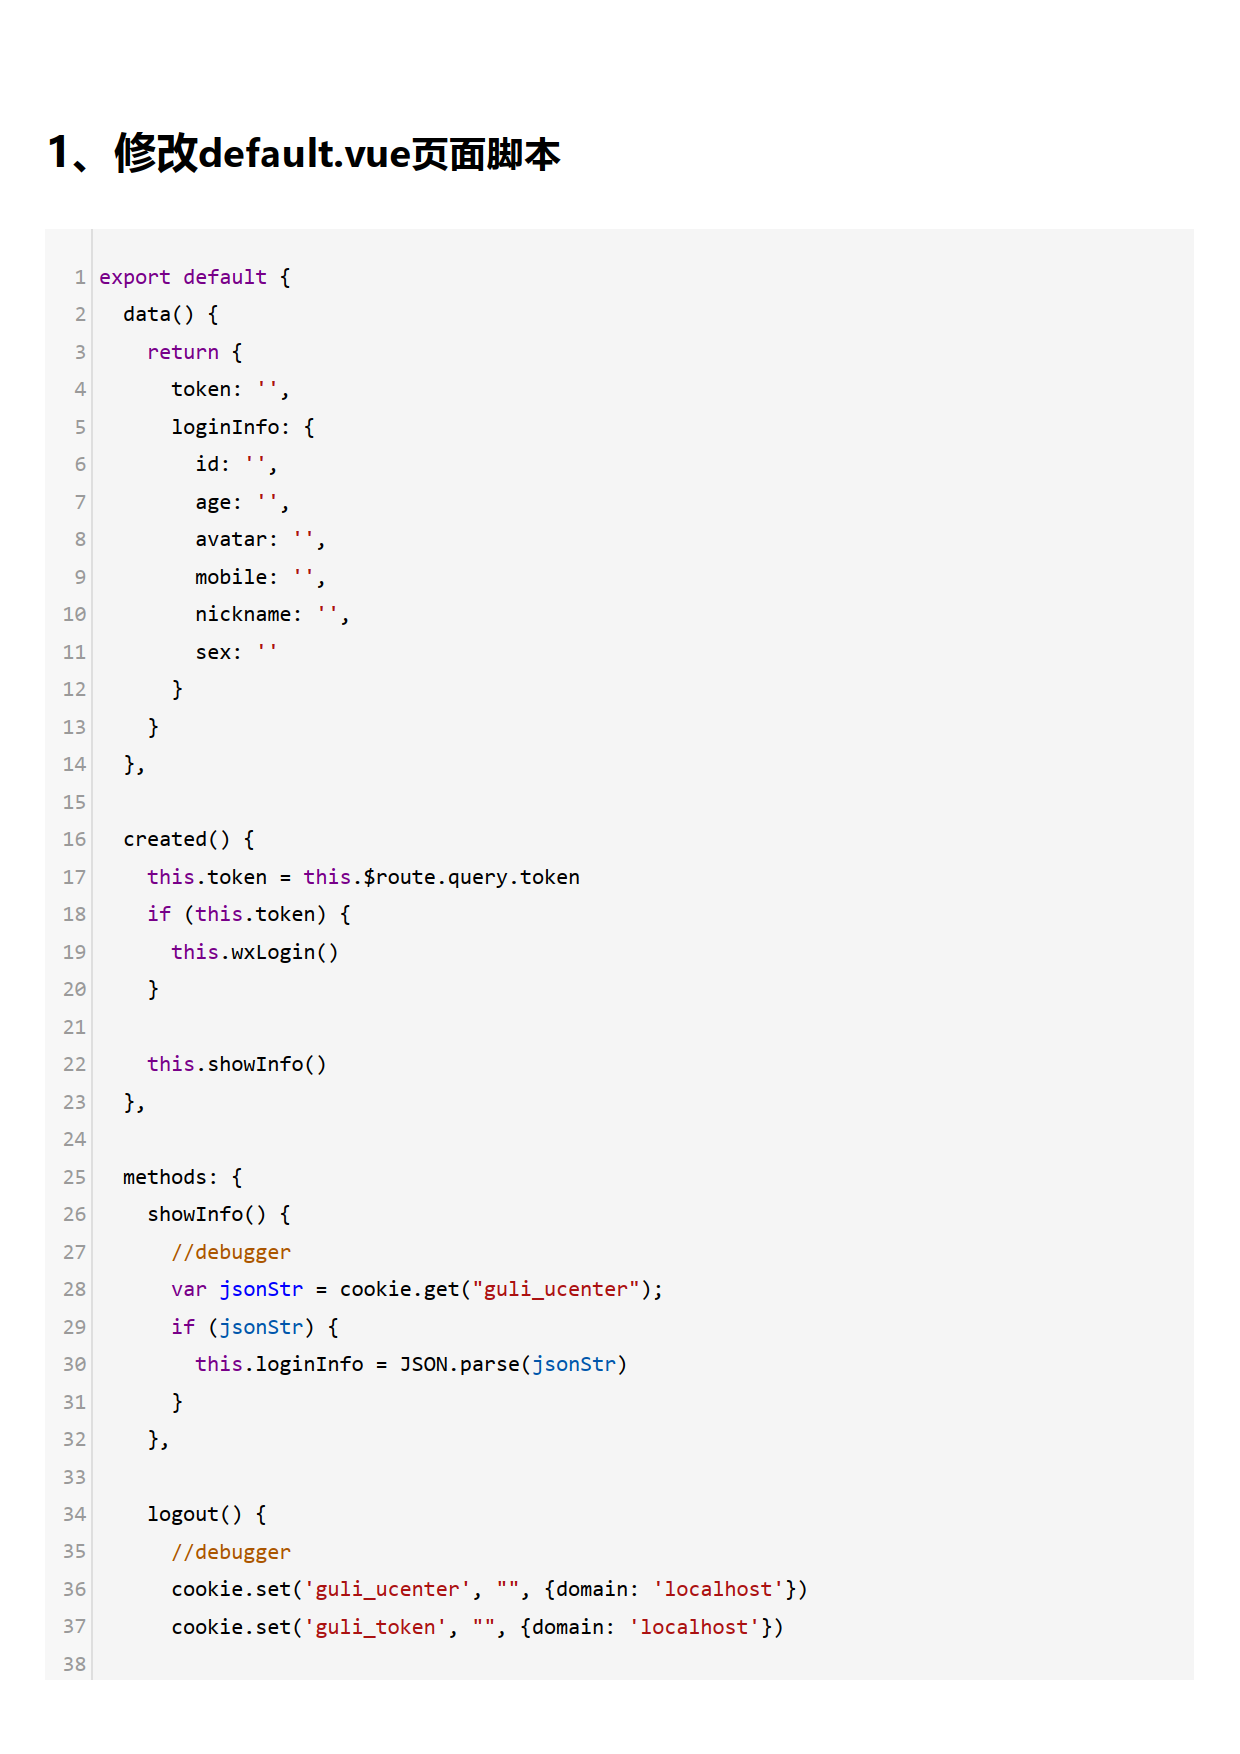 1、修改default.vue页面脚本
1 export default {
2   data() {
3     return {
4       token: '',
5       loginInfo: {
6         id: '',
7         age: '',
8         avatar: '',
9         mobile: '',
10         nickname: '',
11         sex: ''
12       }
13     }
14   },
15
16   created() {
17     this.token = this.$route.query.token
18     if (this.token) {
19       this.wxLogin()
20     }
21
22     this.showInfo()
23   },
24
25   methods: {
26     showInfo() {
27       //debugger
28       var jsonStr = cookie.get("guli_ucenter");
29       if (jsonStr) {
30         this.loginInfo = JSON.parse(jsonStr)
31       }
32     },
33
34     logout() {
35       //debugger
36       cookie.set('guli_ucenter', "", {domain: 'localhost'})
37       cookie.set('guli_token', "", {domain: 'localhost'})
38